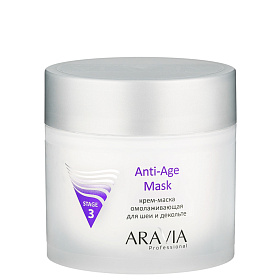 Anti-Age
Mask
крем-маска
омолаживающая
для шеи и декольте
STAGE
3
ARAVIA
Professional